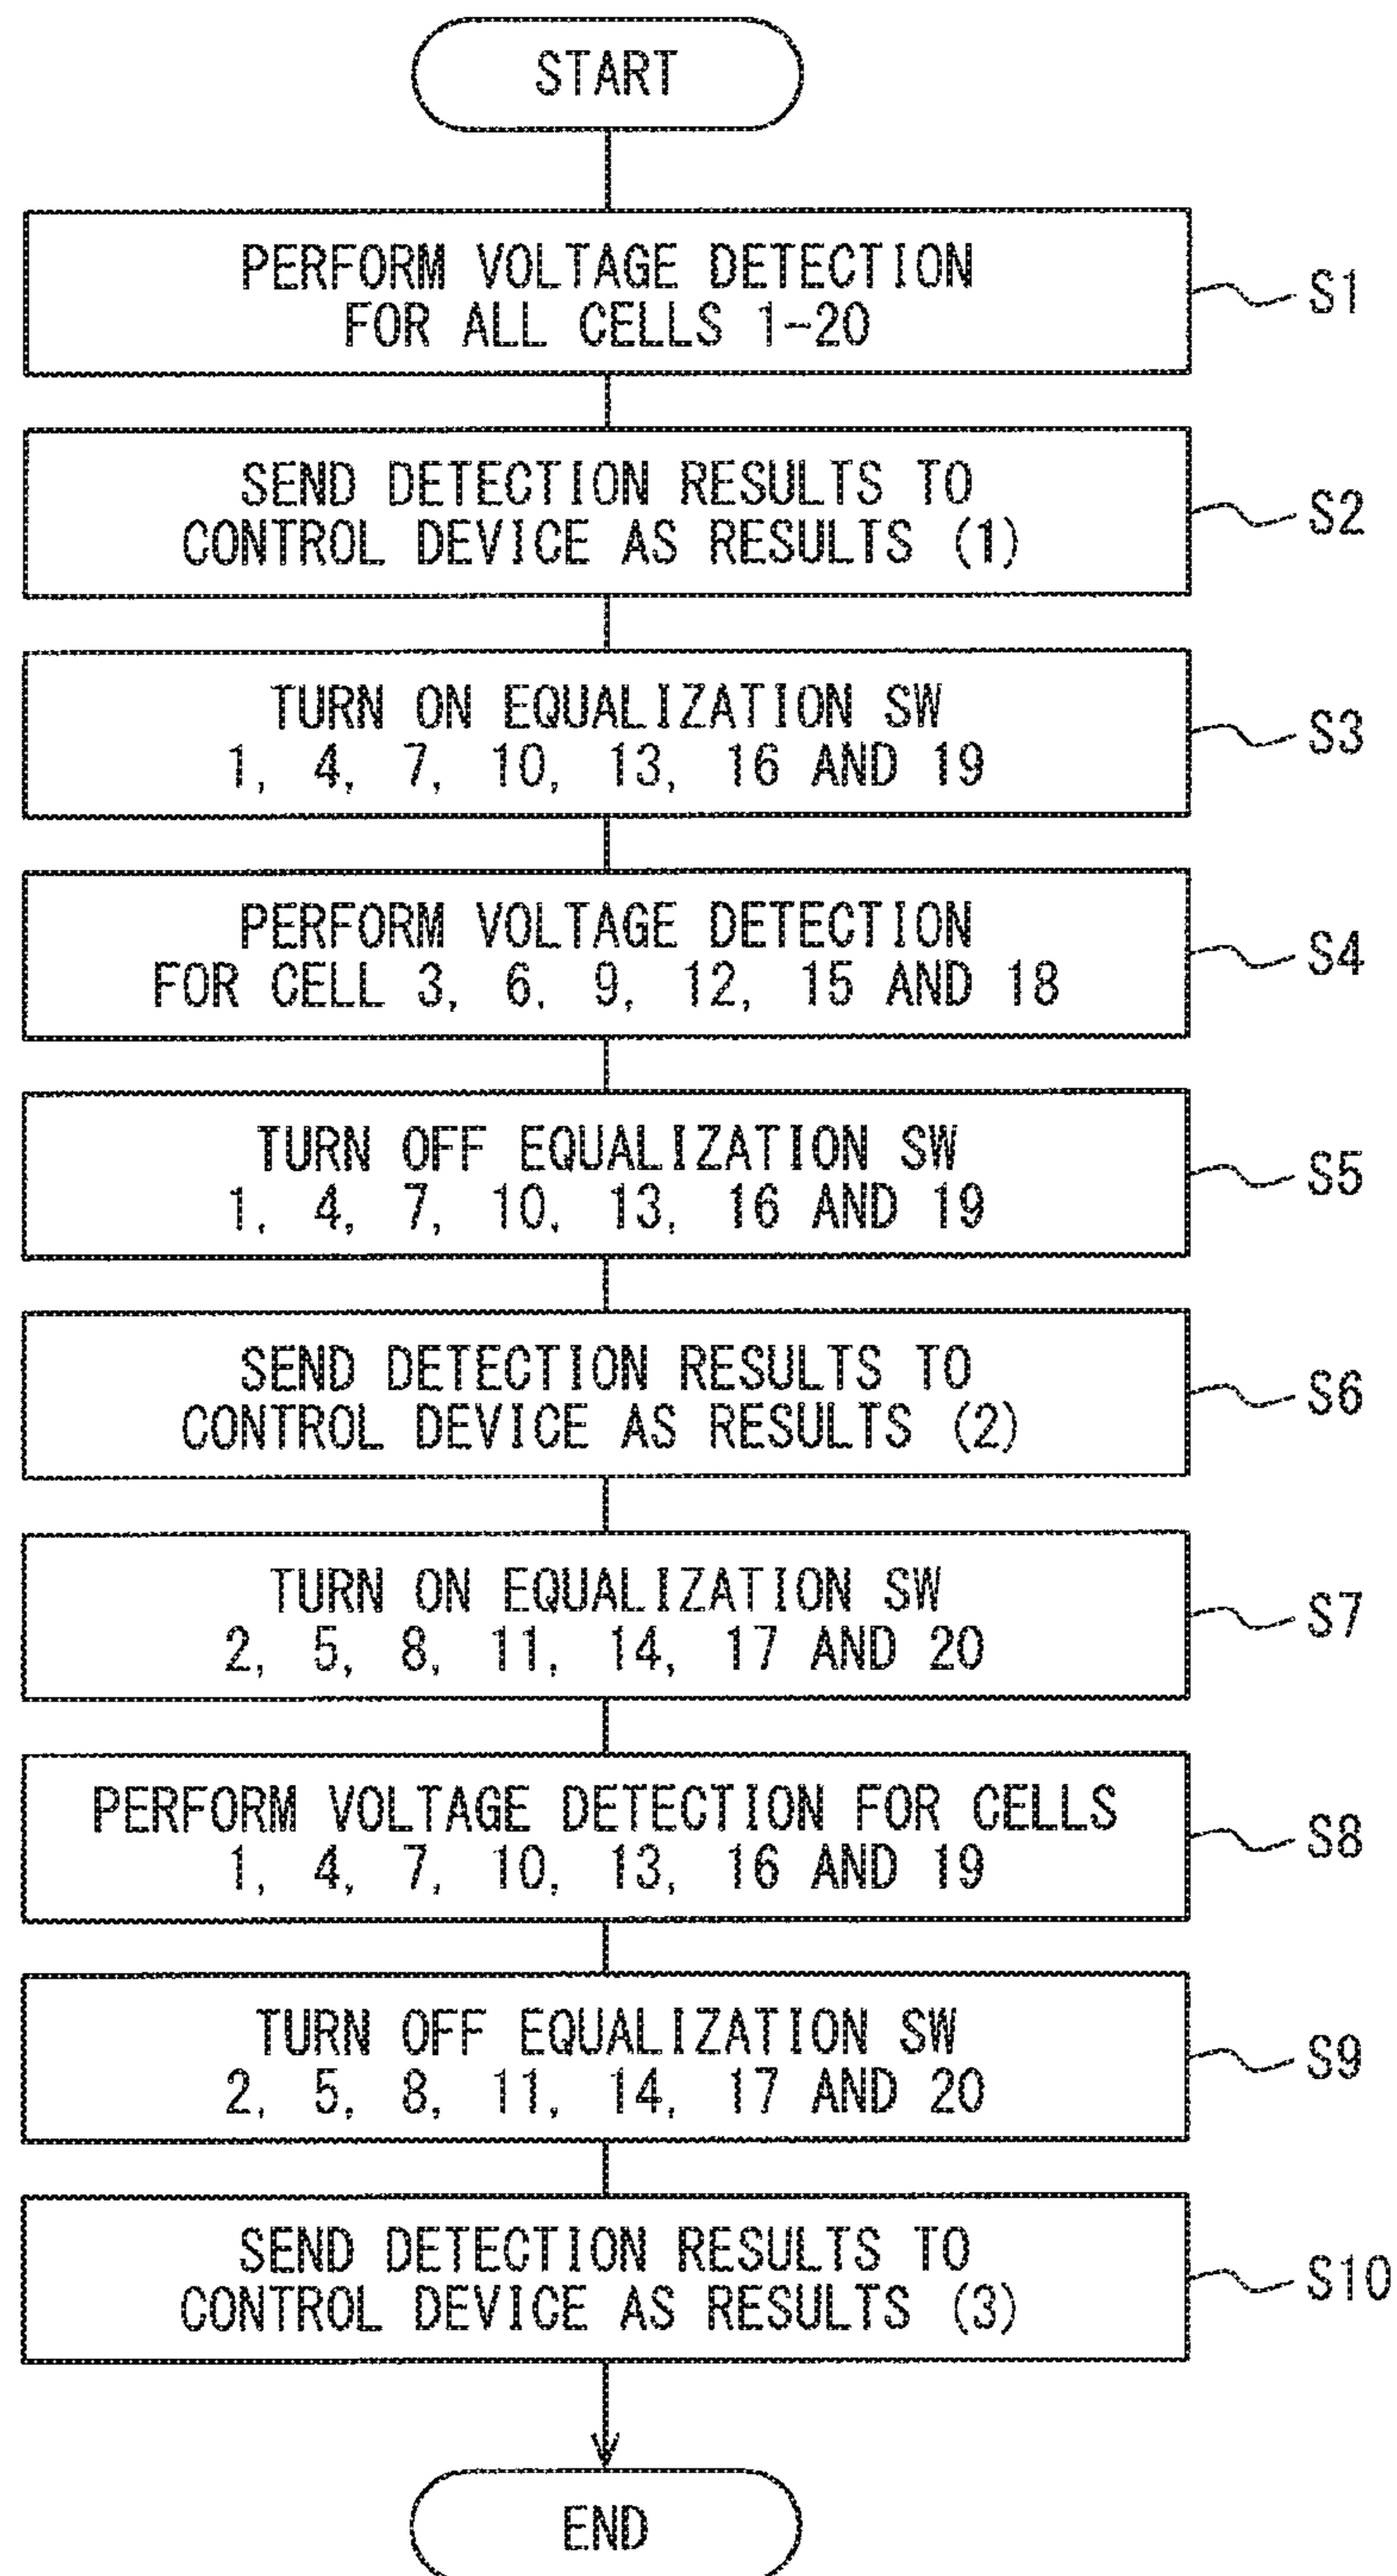 START
PERFORM VOLTAGE DETECTION
FOR ALL CELLS 1-20
S1
SEND DETECTION RESULTS TO
CONTROL DEVICE AS RESULTS (1)
S2
TURN ON EQUALIZATION SW
1, 4, 7, 10, 13, 16 AND 19
S3
PERFORM VOLTAGE DETECTION
FOR CELL 3, 6, 9, 12, 15 AND 18
S4
TURN OFF EQUALIZATION SW
1, 4, 7, 10, 13, 16 AND 19
S5
SEND DETECTION RESULTS TO
CONTROL DEVICE AS RESULTS (2)
S6
TURN ON EQUALIZATION SW
2, 5, 8, 11, 14, 17 AND 20
S7
PERFORM VOLTAGE DETECTION FOR CELLS
1, 4, 7, 10, 13, 16 AND 19
S8
TURN OFF EQUALIZATION SW
2, 5, 8, 11, 14, 17 AND 20
S9
SEND DETECTION RESULTS TO
CONTROL DEVICE AS RESULTS (3)
S10
END